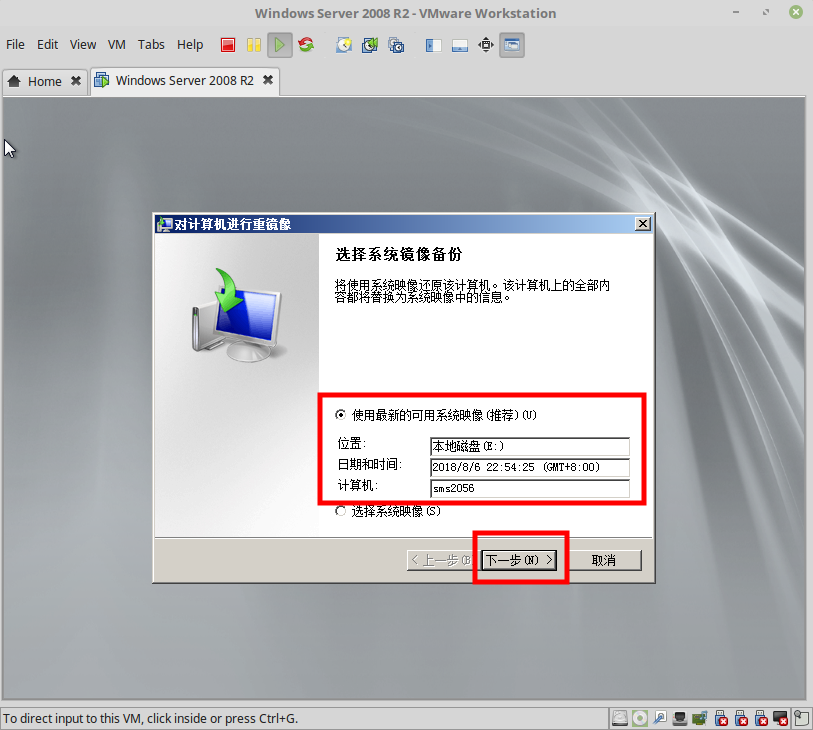 Windows Server 2008 R2 - VMware Workstation
File Edit View VM Tabs Help
Home Windows Server 2008 R2
对计算机进行重镜像
选择系统镜像备份
将使用系统映像还原该计算机。该计算机上的全部内
容都将替换为系统映像中的信息。
使用最新的可用系统映像(推荐)(U)
位置: 本地磁盘(E:)
日期和时间: 2018/8/6 22:54:25 (GMT+8:00)
计算机: sms2056
选择系统映像(S)
< 上一步(B 下一步(N) > 取消
To direct input to this VM, click inside or press Ctrl+G.